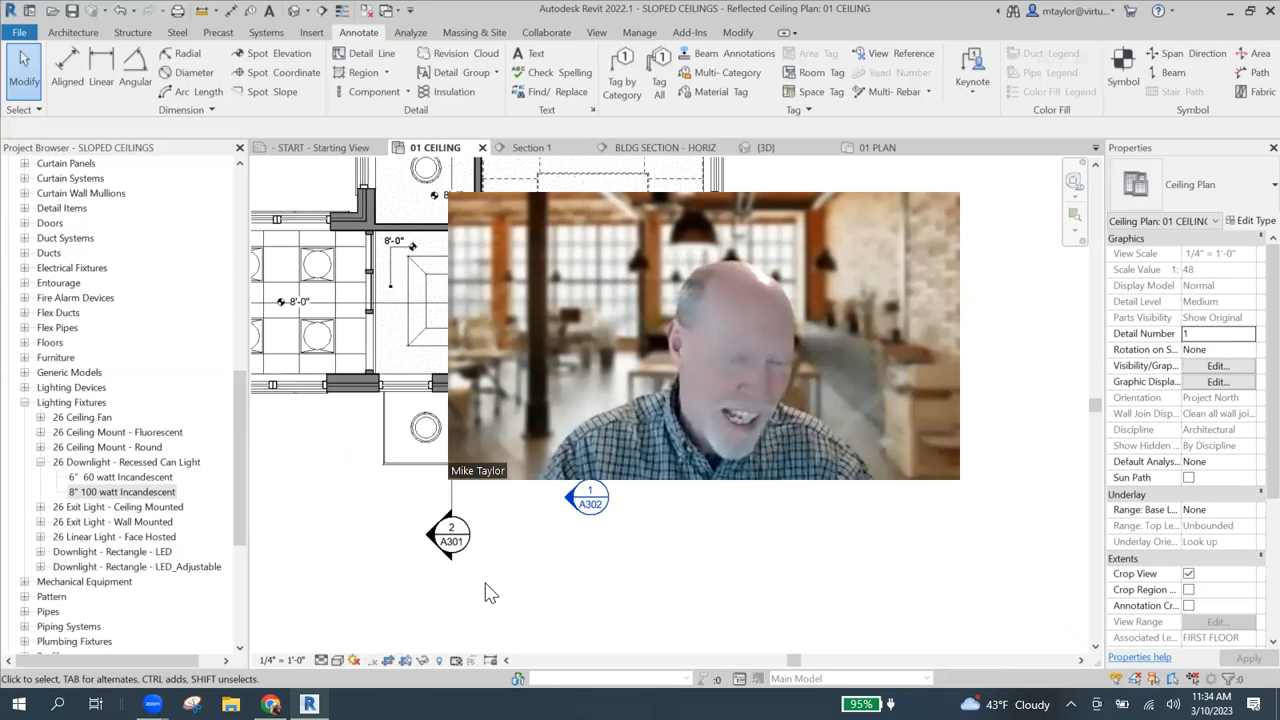 Autodesk Revit 2022.1 - SLOPED CEILINGS - Reflected Ceiling Plan: 01 CEILING
mtaylor@virtu...
File Architecture Structure Steel Precast Systems Insert Annotate Analyze Massing & Site Collaborate View Manage Add-Ins Modify
Modify
Aligned Linear Angular
Radial
Diameter
Arc Length
Spot Elevation
Spot Coordinate
Spot Slope
Detail Line
Region
Component
Revision Cloud
Detail Group
Insulation
Text
Check Spelling
Find/ Replace
Tag by Category
Tag All
Beam Annotations
Multi- Category
Material Tag
Area Tag
Room Tag
Space Tag
View Reference
Tread Number
Multi- Rebar
Keynote
Duct Legend
Pipe Legend
Color Fill Legend
Symbol
Span Direction
Beam
Stair Path
Area
Path
Fabric
Select
Dimension
Detail
Text
Tag
Color Fill
Symbol
Project Browser - SLOPED CEILINGS
Curtain Panels
Curtain Systems
Curtain Wall Mullions
Detail Items
Doors
Duct Systems
Ducts
Electrical Fixtures
Entourage
Fire Alarm Devices
Flex Ducts
Flex Pipes
Floors
Furniture
Generic Models
Lighting Devices
Lighting Fixtures
26 Ceiling Fan
26 Ceiling Mount - Fluorescent
26 Ceiling Mount - Round
26 Downlight - Recessed Can Light
6" 60 watt Incandescent
8" 100 watt Incandescent
26 Exit Light - Ceiling Mounted
26 Exit Light - Wall Mounted
26 Linear Light - Face Hosted
Downlight - Rectangle - LED
Downlight - Rectangle - LED_Adjustable
Mechanical Equipment
Pattern
Pipes
Piping Systems
Plumbing Fixtures
- START - Starting View
01 CEILING
Section 1
BLDG SECTION - HORIZ
{3D}
01 PLAN
8'-0"
8'-0"
Mike Taylor
1
A302
2
A301
1/4" = 1'-0"
Properties
Ceiling Plan
Ceiling Plan: 01 CEILING
Edit Type
Graphics
View Scale 1/4" = 1'-0"
Scale Value 1: 48
Display Model Normal
Detail Level Medium
Parts Visibility Show Original
Detail Number 1
Rotation on S... None
Visibility/Grap... Edit...
Graphic Displa... Edit...
Orientation Project North
Wall Join Disp... Clean all wall joi...
Discipline Architectural
Show Hidden ... By Discipline
Default Analys... None
Sun Path
Underlay
Range: Base L... None
Range: Top Le... Unbounded
Underlay Orie... Look up
Extents
Crop View
Crop Region ...
Annotation Cr...
View Range Edit...
Associated Le... FIRST FLOOR
Properties help
Apply
Click to select, TAB for alternates, CTRL adds, SHIFT unselects.
:0
Main Model
:0
zoom
95%
43°F Cloudy
11:34 AM
3/10/2023